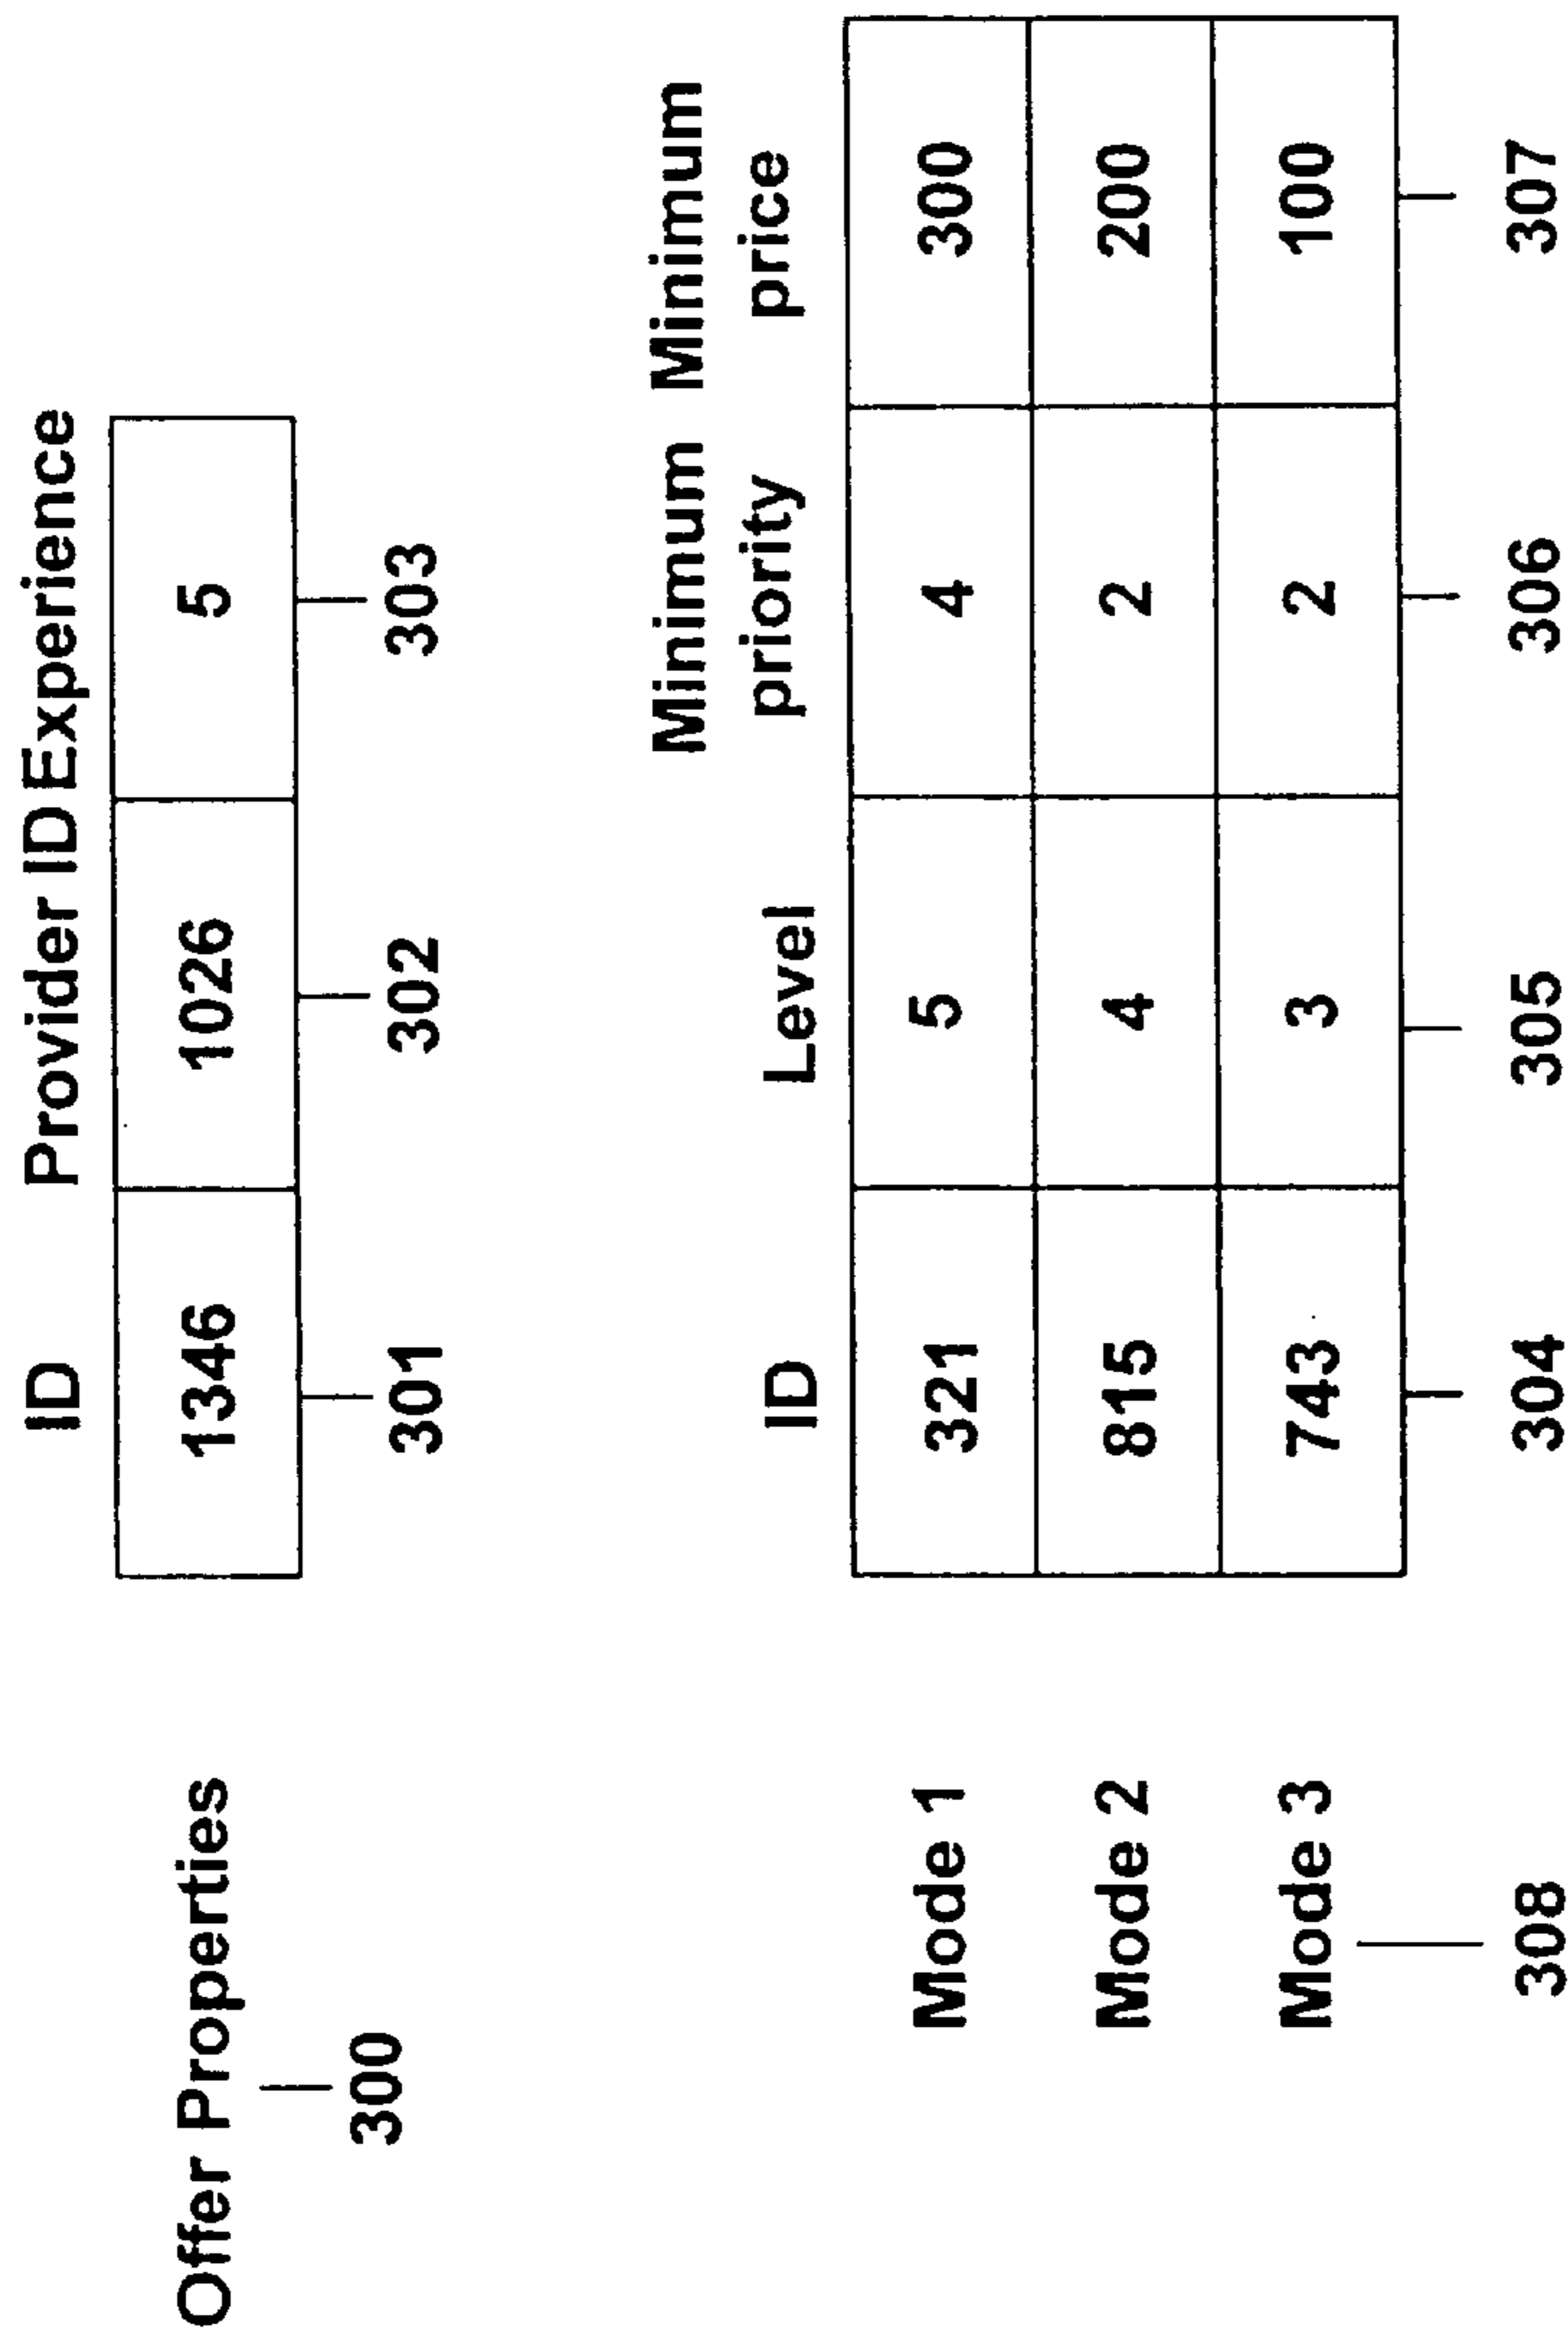 ID Provider ID Experience
Offer Properties 1346 1026 5
300 301 302 303
Minimum Minimum
ID Level priority price
Mode 1 321 5 4 300
Mode 2 815 4 2 200
Mode 3 743 3 2 100
308 304 305 306 307